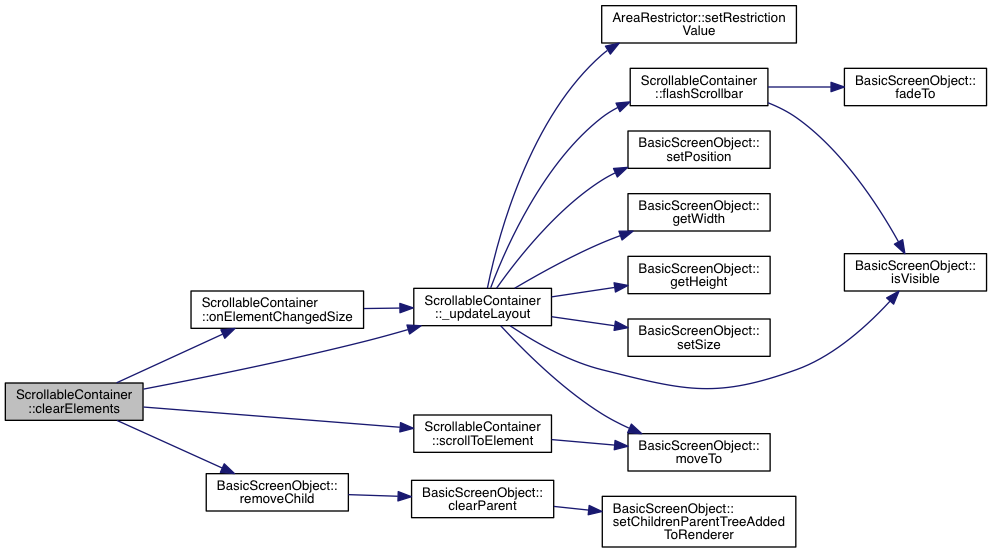 AreaRestrictor::setRestriction
Value
ScrollableContainer
::flashScrollbar
BasicScreenObject::
fadeTo
BasicScreenObject::
setPosition
BasicScreenObject::
getWidth
BasicScreenObject::
getHeight
BasicScreenObject::
isVisible
ScrollableContainer
::onElementChangedSize
ScrollableContainer
::_updateLayout
BasicScreenObject::
setSize
ScrollableContainer
::clearElements
ScrollableContainer
::scrollToElement
BasicScreenObject::
moveTo
BasicScreenObject::
removeChild
BasicScreenObject::
clearParent
BasicScreenObject::
setChildrenParentTreeAdded
ToRenderer